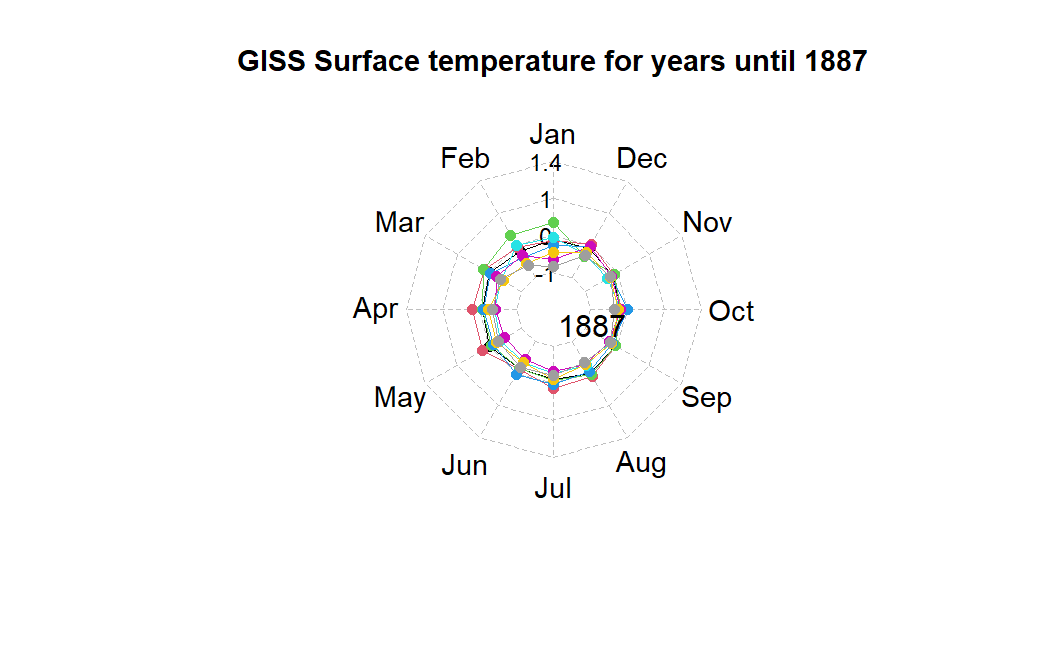 GISS Surface temperature for years until 1887
Jan
Feb
Dec
1.4
1
Mar
Nov
0
-1
Apr
Oct
1887
May
Sep
Jun
Aug
Jul